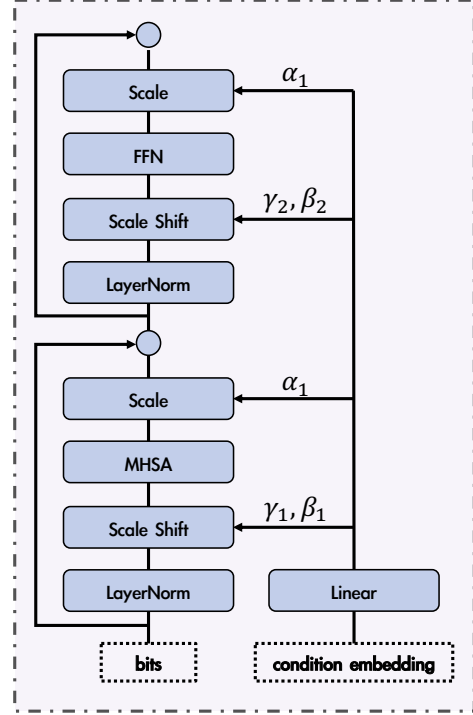 α₁
Scale
FFN
γ₂, β₂
Scale Shift
LayerNorm
α₁
Scale
MHSA
γ₁, β₁
Scale Shift
LayerNorm
Linear
bits
condition embedding